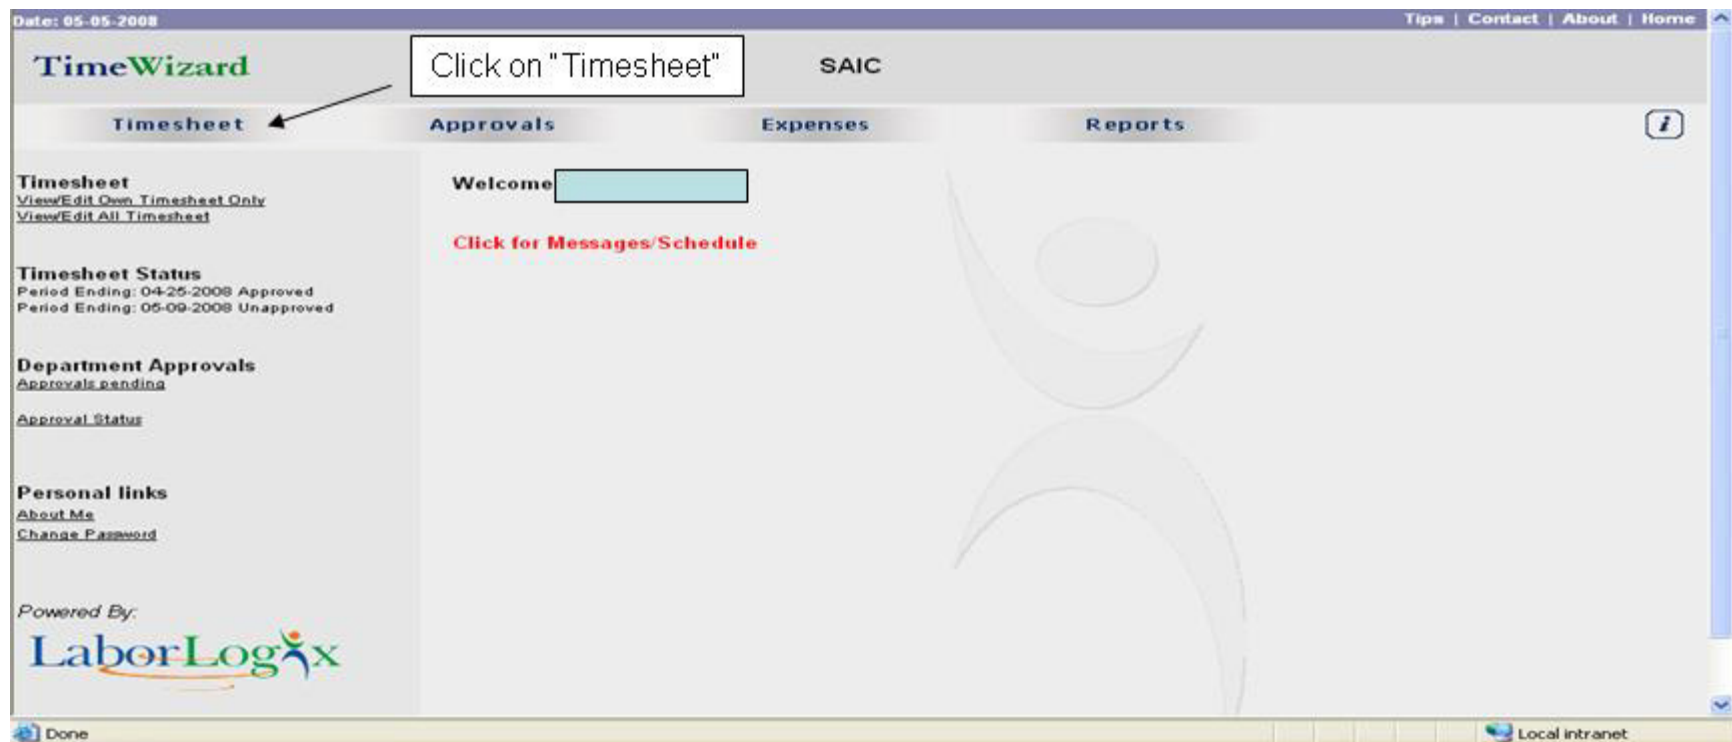 Date: 05-05-2008
Tips | Contact | About | Home
TimeWizard
Click on "Timesheet"
SAIC
Timesheet
Approvals
Expenses
Reports
i
Timesheet
View/Edit Own Timesheet Only
View/Edit All Timesheet
Welcome
Click for Messages/Schedule
Timesheet Status
Period Ending: 04-25-2008 Approved
Period Ending: 05-09-2008 Unapproved
Department Approvals
Approvals pending
Approval Status
Personal links
About Me
Change Password
Powered By:
LaborLogix
Done
Local intranet